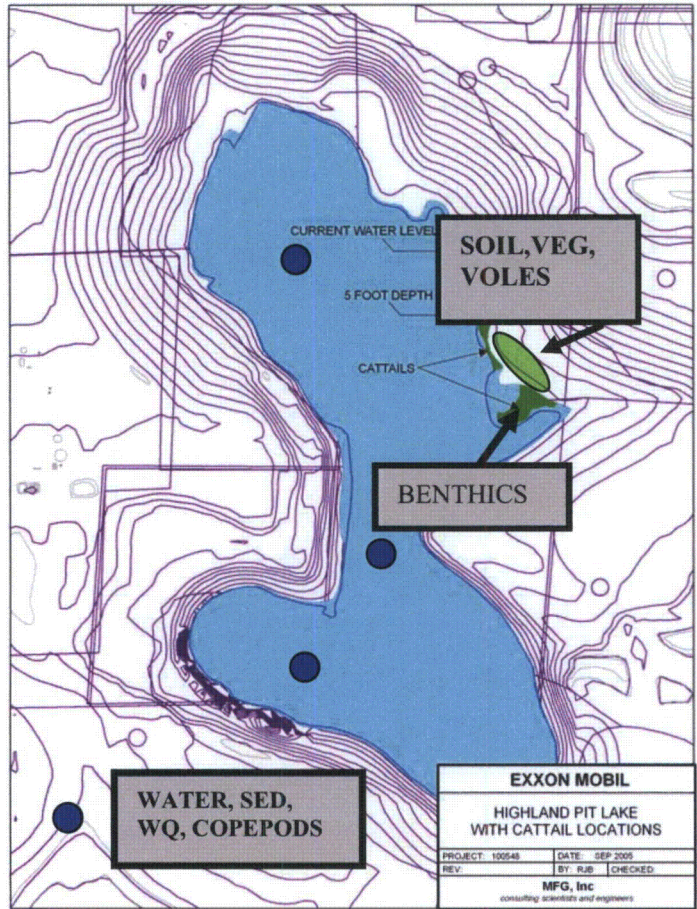 CURRENT WATER LEVEL
5 FOOT DEPTH
CATTAILS
SOIL,VEG,
VOLES
BENTHICS
WATER, SED,
WQ, COPEPODS
EXXON MOBIL
HIGHLAND PIT LAKE
WITH CATTAIL LOCATIONS
PROJECT: 100548 DATE: SEP 2005
REV: BY: RJB CHECKED:
MFG, Inc
consulting scientists and engineers